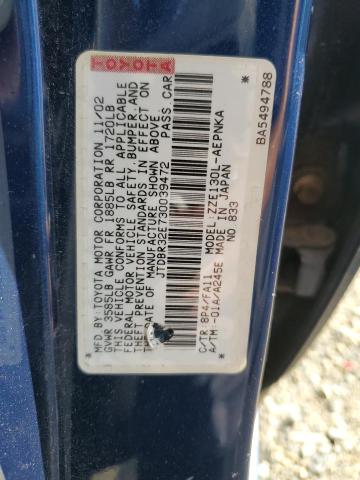 TOYOTA
MFD.BY:TOYOTA MOTOR CORPORATION 11/02
GVWR 3585LB GAWR FR 1885LB RR 1720LB
THIS VEHICLE CONFORMS TO ALL APPLICABLE
FEDERAL MOTOR VEHICLE SAFETY,BUMPER,AND
THEFT PREVENTION STANDARDS IN EFFECT ON
THE DATE OF MANUFACTURE SHOWN ABOVE.
JTDBR32E730039472 PASS.CAR
C/TR:8P4/FA11 MODEL:ZZE130L-AEPNKA
A/TM:-01A/A245E MADE IN JAPAN
NO 833
* BA5494788 *